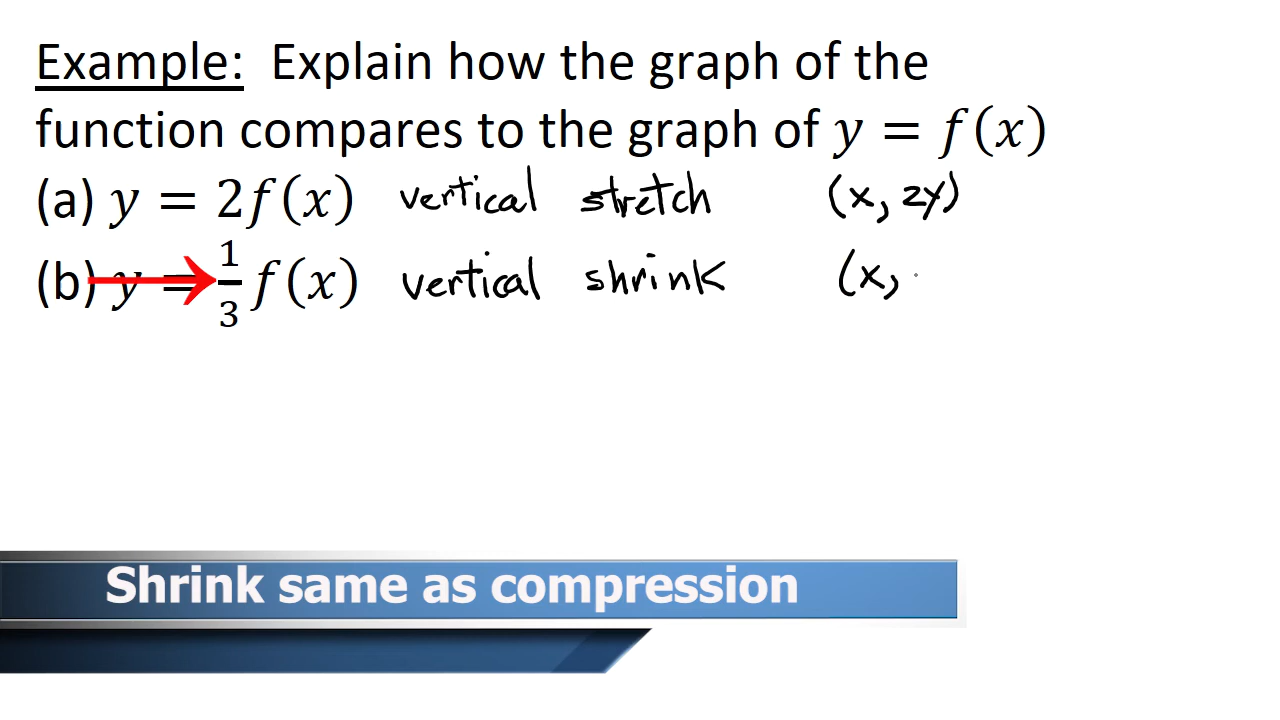 Example: Explain how the graph of the
function compares to the graph of y = f(x)
(a) y = 2f(x) vertical stretch (x, 2y)
(b) y = 1/3 f(x) vertical shrink (x,
Shrink same as compression